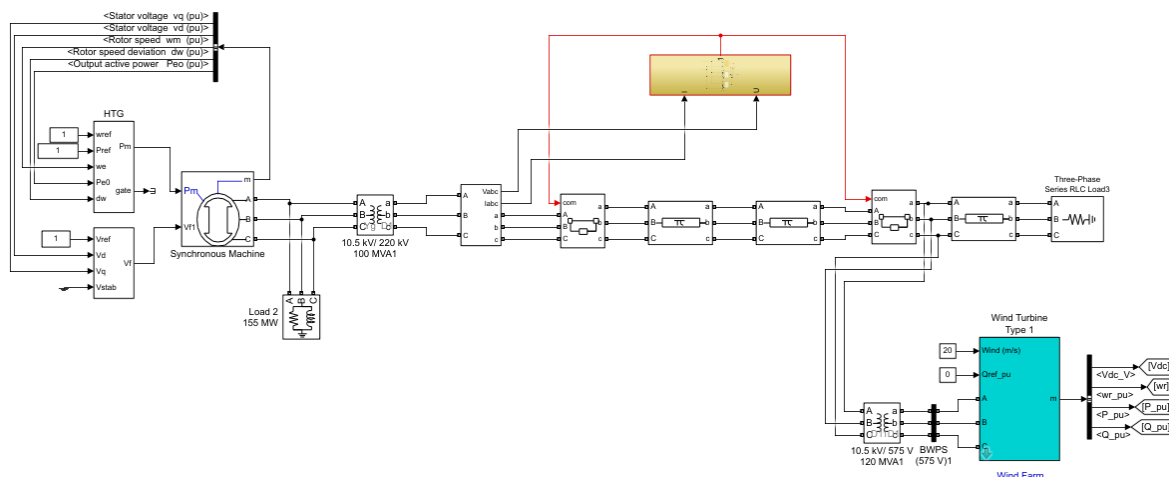 <Stator voltage vq (pu)>
<Stator voltage vd (pu)>
<Rotor speed wm (pu)>
<Rotor speed deviation dw (pu)>
<Output active power Peo (pu)>
HTG
1
1
wref
Pref
we
Pe0
dw
Pm
gate
1
Vref
Vd
Vq
Vstab
Vf
Pm
Vf1
m
A
B
C
Synchronous Machine
A
B
C
a
b
c
10.5 kV/ 220 kV
100 MVA1
A B C
Load 2
155 MW
A
B
C
Vabc
Iabc
a
b
c
I
U
com
A
B
C
a
b
c
A
B
C
a
b
c
A
B
C
a
b
c
com
A
B
C
a
b
c
A
B
C
a
b
c
Three-Phase
Series RLC Load3
A
B
C
A
B
C
a
b
c
10.5 kV/ 575 V
120 MVA1
BWPS
(575 V)1
Wind Turbine
Type 1
20
Wind (m/s)
0
Qref_pu
A
B
C
m
Wind Farm
<Vdc_V>
<wr_pu>
<P_pu>
<Q_pu>
[Vdc]
[wr]
[P_pu]
[Q_pu]